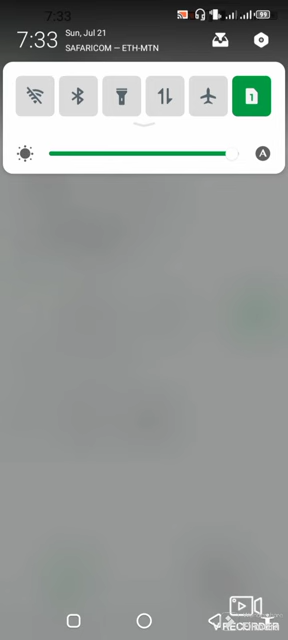 7:33
99
7:33
Sun, Jul 21
SAFARICOM — ETH-MTN
1
A
RECORDER